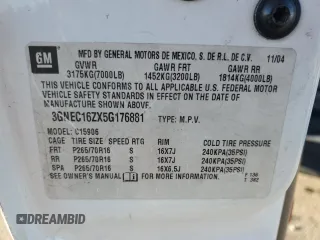 GM
MFD BY GENERAL MOTORS DE MEXICO, S. DE R.L. DE C.V. 11/04
GVWR GAWR FRT GAWR RR
3175KG(7000LB) 1452KG(3200LB) 1814KG(4000LB)
THIS VEHICLE CONFORMS TO ALL APPLICABLE U.S. FEDERAL MOTOR
VEHICLE SAFETY STANDARDS IN EFFECT ON THE DATE OF
MANUFACTURE SHOWN ABOVE.
3GNEC16ZX5G176881 TYPE: M.P.V.
MODEL: C15906
CAGE TIRE SIZE SPEED RTG RIM COLD TIRE PRESSURE
FRT P265/70R16 S 16X7J 240KPA(35PSI)
RR P265/70R16 S 16X7J 240KPA(35PSI)
SPA P265/70R16 S 16X6.5J 240KPA(35PSI)
SEE OWNER'S MANUAL
AUTOBIDMASTER